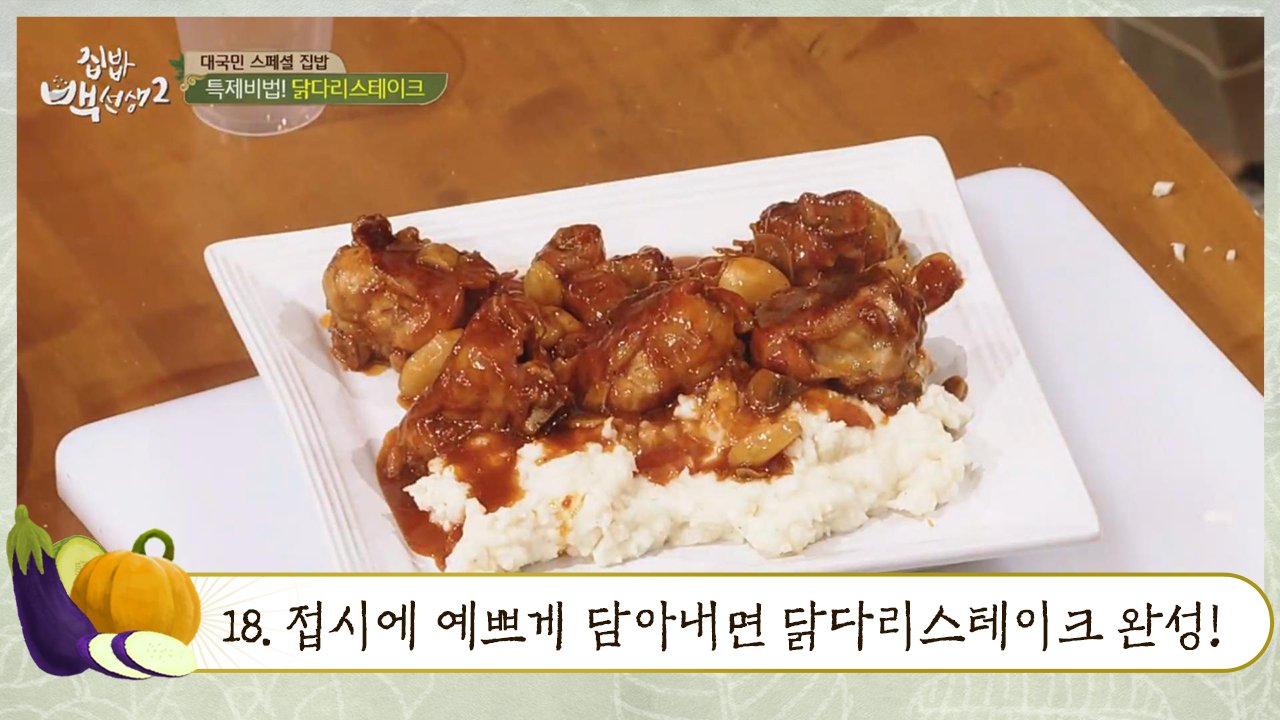 집밥
백선생2
대국민 스페셜 집밥
특제비법! 닭다리스테이크
18. 접시에 예쁘게 담아내면 닭다리스테이크 완성!